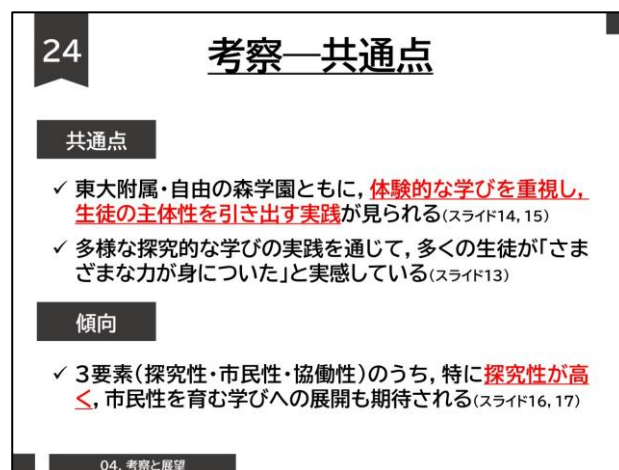 24
考察―共通点
共通点
✓ 東大附属・自由の森学園ともに，体験的な学びを重視し，
生徒の主体性を引き出す実践が見られる(スライド14，15)
✓ 多様な探究的な学びの実践を通じて，多くの生徒が「さま
ざまな力が身についた」と実感している(スライド13)
傾向
✓ 3要素(探究性・市民性・協働性)のうち，特に探究性が高
く，市民性を育む学びへの展開も期待される(スライド16，17)
04. 考察と展望